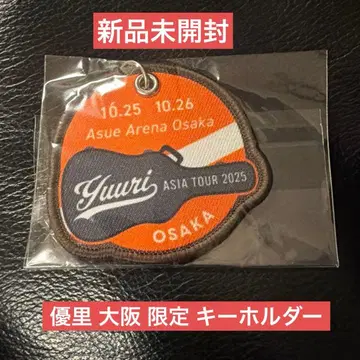 新品未開封
10.25 10.26
Asue Arena Osaka
yuuri
ASIA TOUR 2025
OSAKA
優里 大阪 限定 キーホルダー